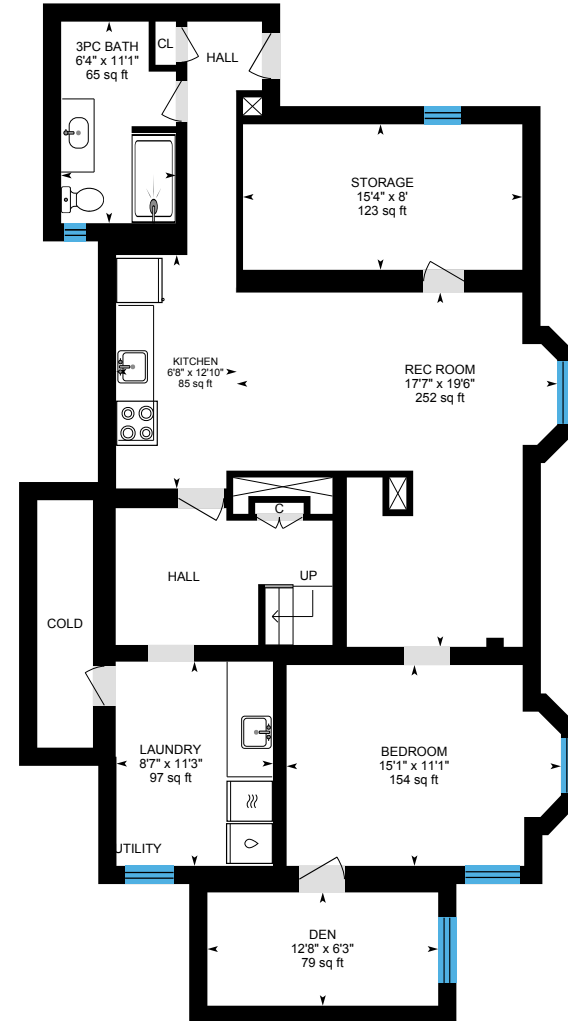 3PC BATH
6'4" x 11'1"
65 sq ft
CL
HALL
STORAGE
15'4" x 8'
123 sq ft
KITCHEN
6'8" x 12'10"
85 sq ft
REC ROOM
17'7" x 19'6"
252 sq ft
C
HALL
UP
COLD
LAUNDRY
8'7" x 11'3"
97 sq ft
BEDROOM
15'1" x 11'1"
154 sq ft
UTILITY
DEN
12'8" x 6'3"
79 sq ft